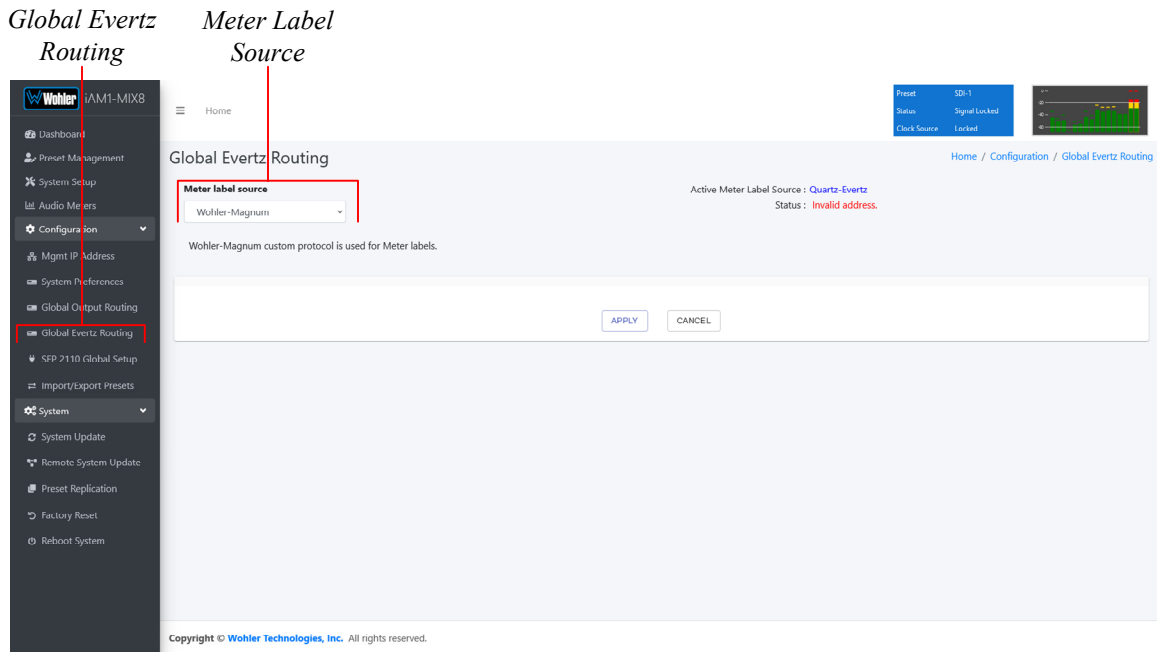 Global Evertz
Routing
Meter Label
Source
Wohler iAM1-MIX8
Home
Preset SDI-1
Status Signal Locked
Clock Source Locked
Dashboard
Preset Management
System Setup
Audio Meters
Configuration
Mgmt IP Address
System Preferences
Global Output Routing
Global Evertz Routing
SFP 2110 Global Setup
Import/Export Presets
System
System Update
Remote System Update
Preset Replication
Factory Reset
Reboot System
Global Evertz Routing
Home / Configuration / Global Evertz Routing
Meter label source
Wohler-Magnum
Active Meter Label Source : Quartz-Evertz
Status : Invalid address.
Wohler-Magnum custom protocol is used for Meter labels.
APPLY CANCEL
Copyright © Wohler Technologies, Inc. All rights reserved.